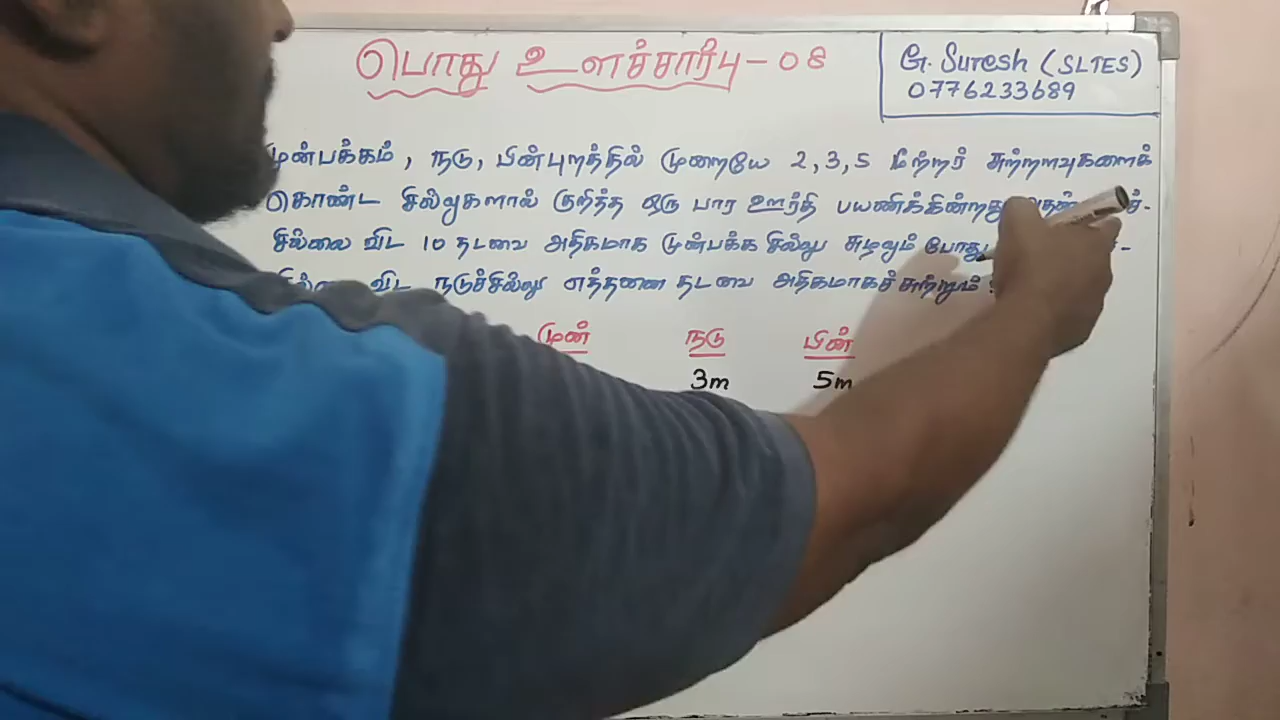 பொது உளச்சார்பு - 08
G. Suresh (SLTES)
0776233689
முன்பக்கம், நடு, பின்புறத்தில் முறையே 2, 3, 5 மீற்றர் சுற்றளவுகளைக்
கொண்ட சில்லுகளால் குறித்த ஒரு பார ஊர்தி பயணிக்கின்றது
சில்லை விட 10 தடவை அதிகமாக முன்பக்க சில்லு சுழலும் போது
விட நடுச்சில்லு எத்தனை தடவை அதிகமாகச் சுற்றும்
முன் நடு பின்
3m 5m